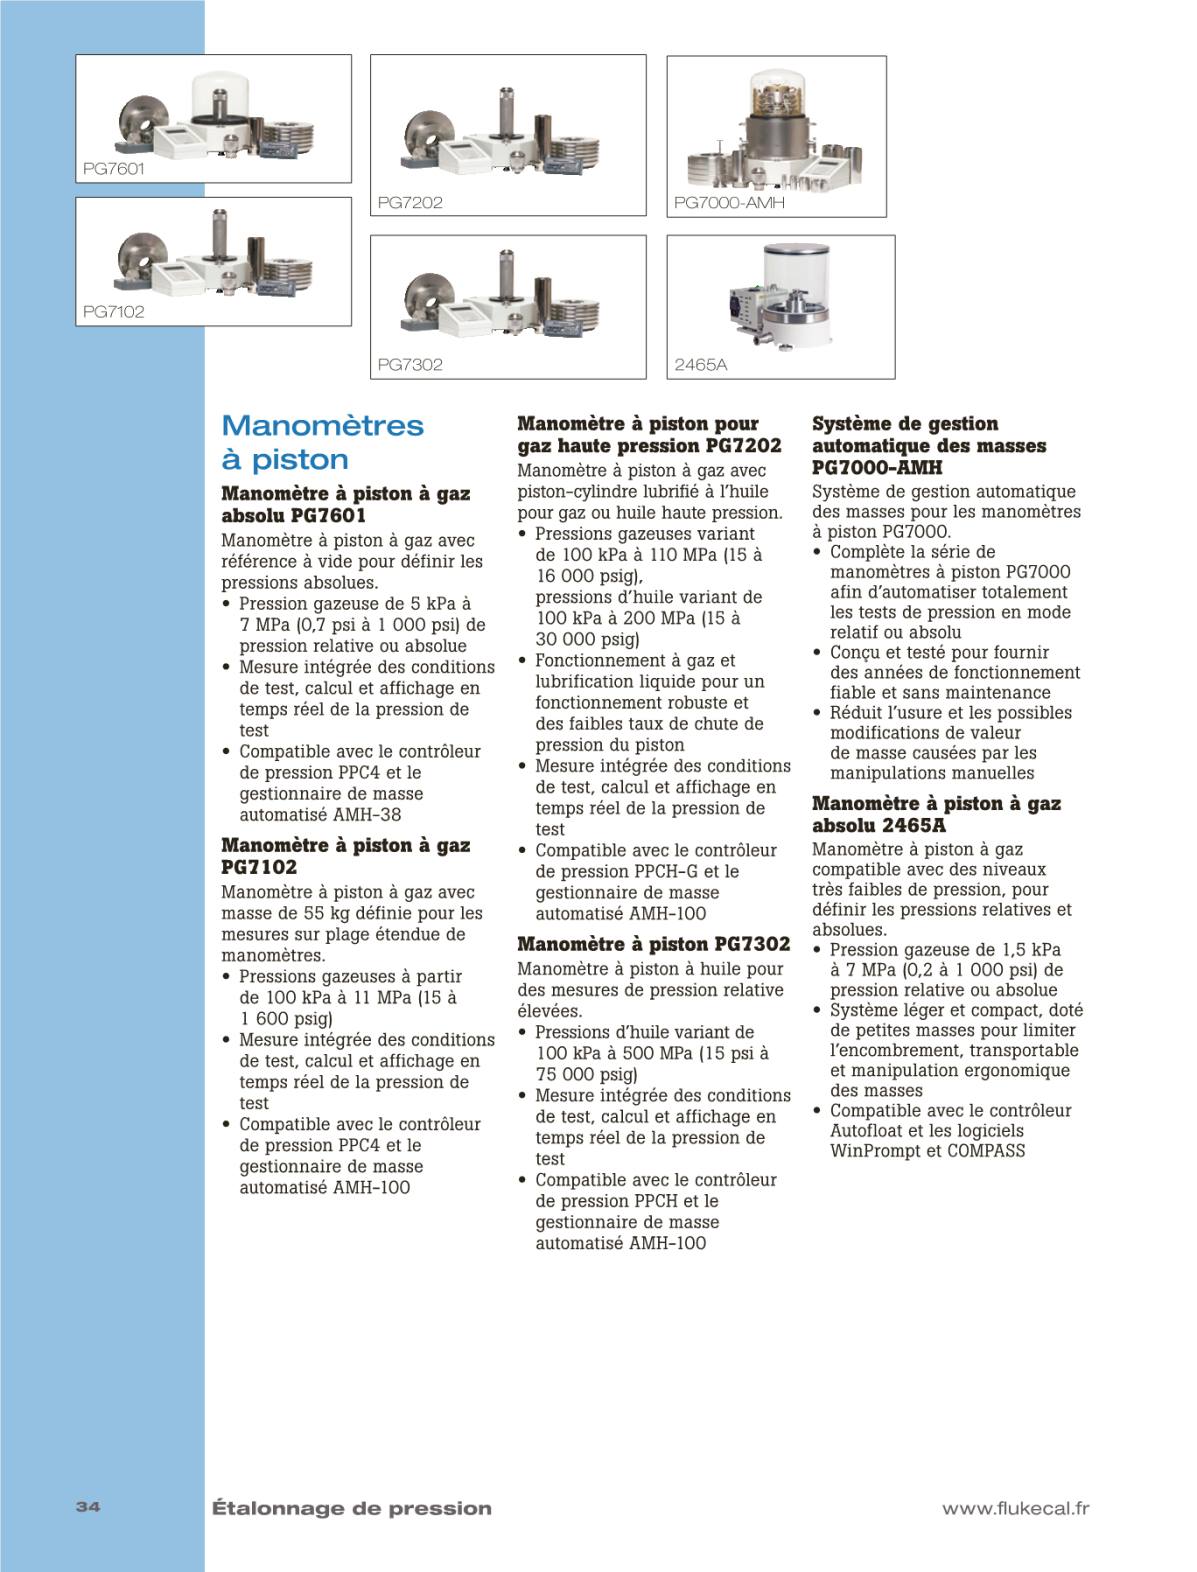 PG7601
PG7202
PG7000-AMH
PG7102
PG7302
2465A
Manomètres
à piston
Manomètre à piston à gaz
absolu PG7601
Manomètre à piston à gaz avec
référence à vide pour définir les
pressions absolues.
• Pression gazeuse de 5 kPa à
7 MPa (0,7 psi à 1 000 psi) de
pression relative ou absolue
• Mesure intégrée des conditions
de test, calcul et affichage en
temps réel de la pression de
test
• Compatible avec le contrôleur
de pression PPC4 et le
gestionnaire de masse
automatisé AMH-38
Manomètre à piston à gaz
PG7102
Manomètre à piston à gaz avec
masse de 55 kg définie pour les
mesures sur plage étendue de
manomètres.
• Pressions gazeuses à partir
de 100 kPa à 11 MPa (15 à
1 600 psig)
• Mesure intégrée des conditions
de test, calcul et affichage en
temps réel de la pression de
test
• Compatible avec le contrôleur
de pression PPC4 et le
gestionnaire de masse
automatisé AMH-100
Manomètre à piston pour
gaz haute pression PG7202
Manomètre à piston à gaz avec
piston-cylindre lubrifié à l'huile
pour gaz ou huile haute pression.
• Pressions gazeuses variant
de 100 kPa à 110 MPa (15 à
16 000 psig),
pressions d'huile variant de
100 kPa à 200 MPa (15 à
30 000 psig)
• Fonctionnement à gaz et
lubrification liquide pour un
fonctionnement robuste et
des faibles taux de chute de
pression du piston
• Mesure intégrée des conditions
de test, calcul et affichage en
temps réel de la pression de
test
• Compatible avec le contrôleur
de pression PPCH-G et le
gestionnaire de masse
automatisé AMH-100
Manomètre à piston PG7302
Manomètre à piston à huile pour
des mesures de pression relative
élevées.
• Pressions d'huile variant de
100 kPa à 500 MPa (15 psi à
75 000 psig)
• Mesure intégrée des conditions
de test, calcul et affichage en
temps réel de la pression de
test
• Compatible avec le contrôleur
de pression PPCH et le
gestionnaire de masse
automatisé AMH-100
Système de gestion
automatique des masses
PG7000-AMH
Système de gestion automatique
des masses pour les manomètres
à piston PG7000.
• Complète la série de
manomètres à piston PG7000
afin d'automatiser totalement
les tests de pression en mode
relatif ou absolu
• Conçu et testé pour fournir
des années de fonctionnement
fiable et sans maintenance
• Réduit l'usure et les possibles
modifications de valeur
de masse causées par les
manipulations manuelles
Manomètre à piston à gaz
absolu 2465A
Manomètre à piston à gaz
compatible avec des niveaux
très faibles de pression, pour
définir les pressions relatives et
absolues.
• Pression gazeuse de 1,5 kPa
à 7 MPa (0,2 à 1 000 psi) de
pression relative ou absolue
• Système léger et compact, doté
de petites masses pour limiter
l'encombrement, transportable
et manipulation ergonomique
des masses
• Compatible avec le contrôleur
Autofloat et les logiciels
WinPrompt et COMPASS
34
Étalonnage de pression
www.flukecal.fr